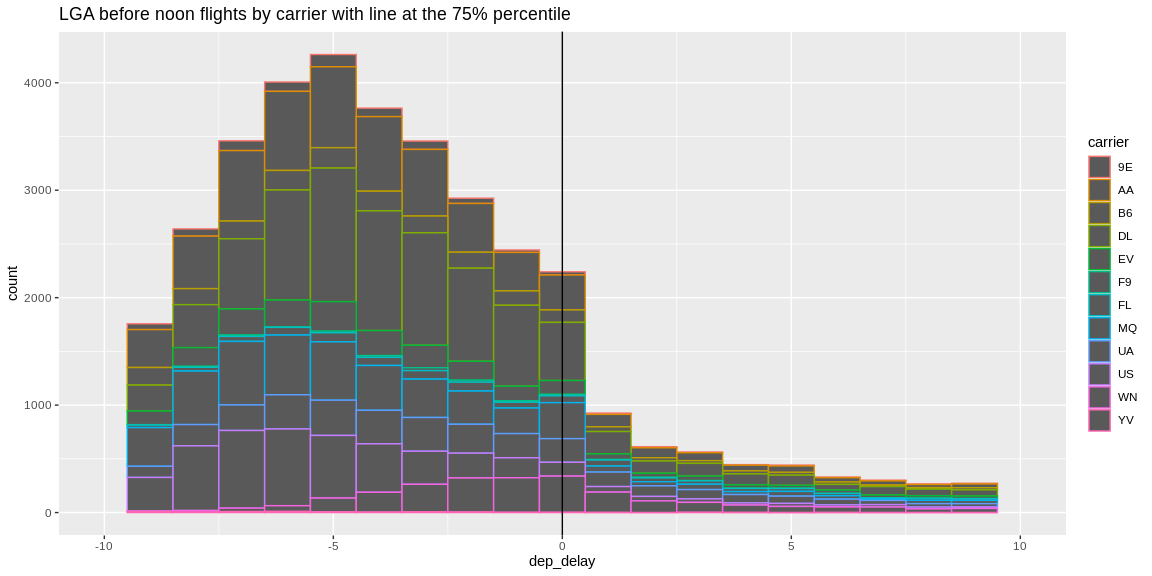 LGA before noon flights by carrier with line at the 75% percentile
4000
3000
2000
1000
0
count
-10
-5
0
5
10
dep_delay
carrier
9E
AA
B6
DL
EV
F9
FL
MQ
UA
US
WN
YV